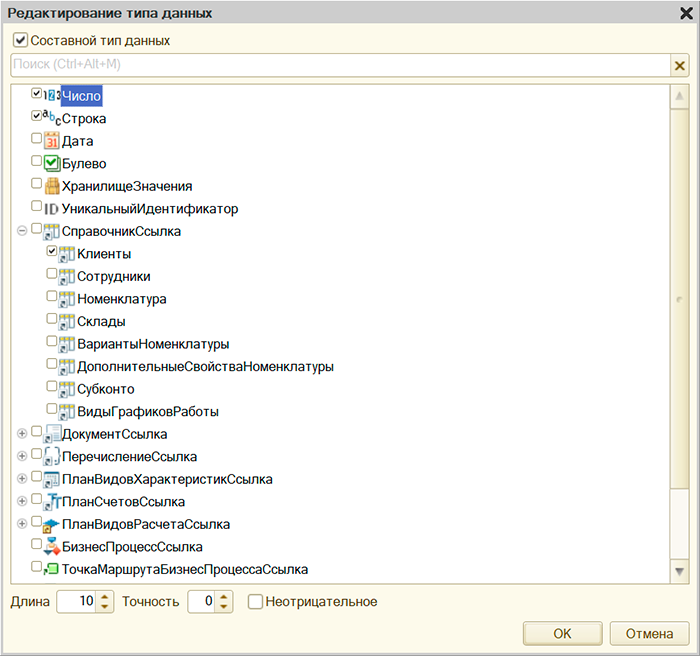 Редактирование типа данных
Составной тип данных
Поиск (Ctrl+Alt+M)
Число
Строка
Дата
Булево
ХранилищеЗначения
УникальныйИдентификатор
СправочникСсылка
Клиенты
Сотрудники
Номенклатура
Склады
ВариантыНоменклатуры
ДополнительныеСвойстваНоменклатуры
Субконто
ВидыГрафиковРаботы
ДокументСсылка
ПеречислениеСсылка
ПланВидовХарактеристикСсылка
ПланСчетовСсылка
ПланВидовРасчетаСсылка
БизнесПроцессСсылка
ТочкаМаршрутаБизнесПроцессаСсылка
Длина 10 Точность 0 Неотрицательное
OK Отмена